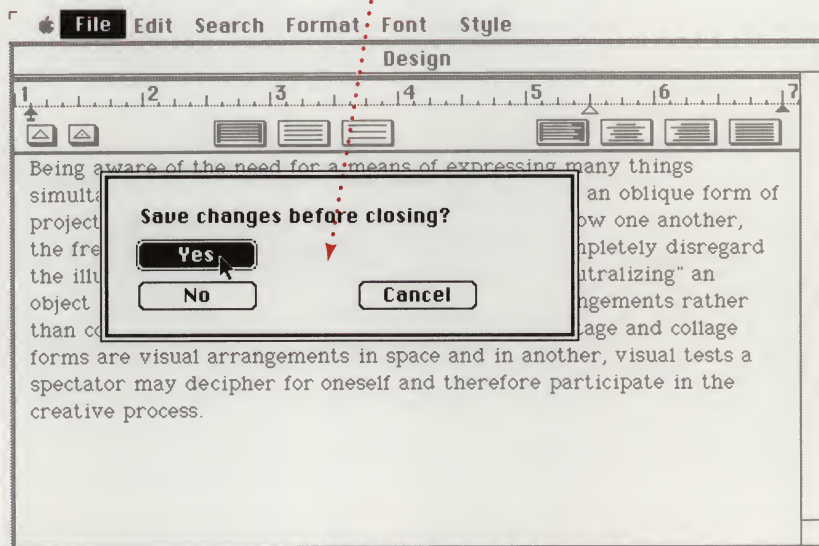 File Edit Search Format Font Style
Design
1 2 3 4 5 6 7
Being aware of the need for a means of expressing many things
simulta an oblique form of
project ow one another,
the fre mpletely disregard
the illu utralizing" an
object ngements rather
than co tage and collage
forms are visual arrangements in space and in another, visual tests a
spectator may decipher for oneself and therefore participate in the
creative process.
Save changes before closing?
Yes
No Cancel